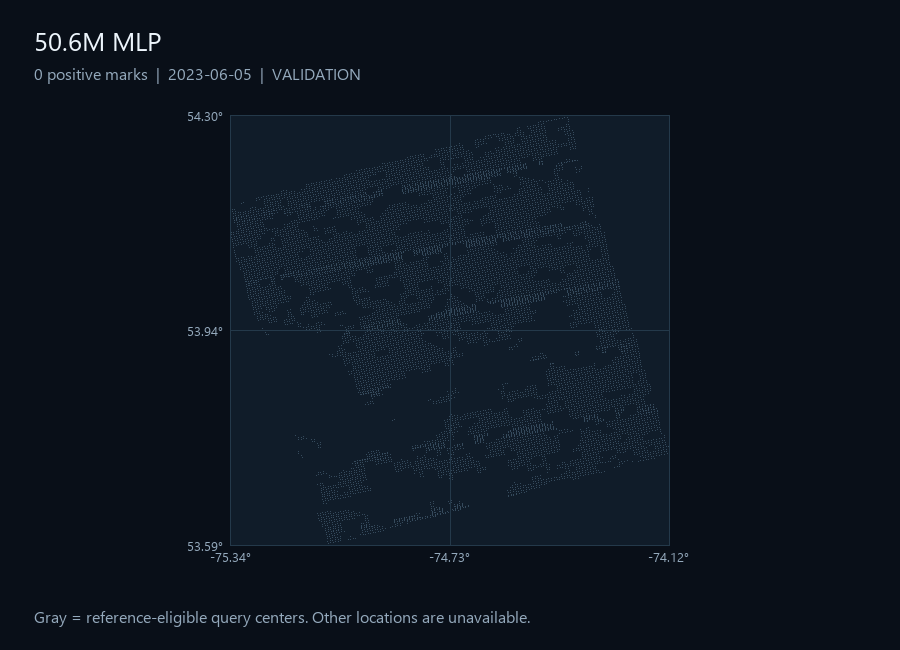 50.6M MLP
0 positive marks | 2023-06-05 | VALIDATION
54.30°
53.94°
53.59°
-75.34° -74.73° -74.12°
Gray = reference-eligible query centers. Other locations are unavailable.